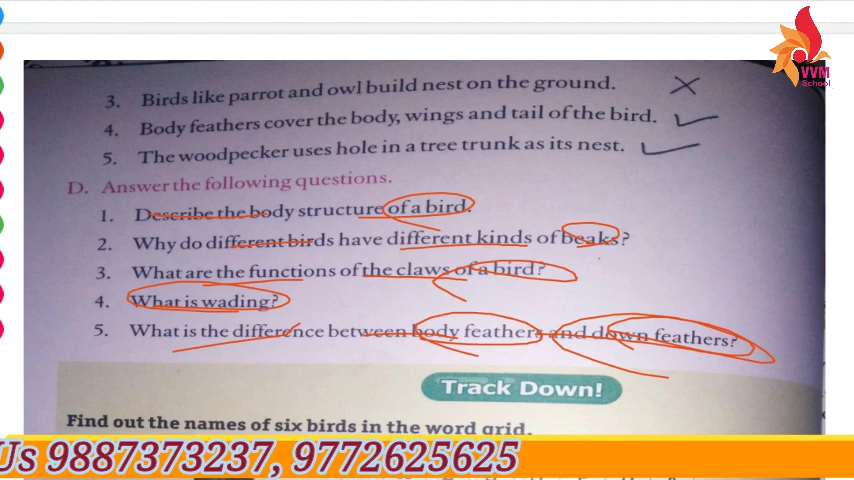 VVM
School
3. Birds like parrot and owl build nest on the ground.
4. Body feathers cover the body, wings and tail of the bird.
5. The woodpecker uses hole in a tree trunk as its nest.
D. Answer the following questions.
1. Describe the body structure of a bird.
2. Why do different birds have different kinds of beaks?
3. What are the functions of the claws of a bird?
4. What is wading?
5. What is the difference between body feathers and down feathers?
Track Down!
Find out the names of six birds in the word grid.
Us 9887373237, 9772625625